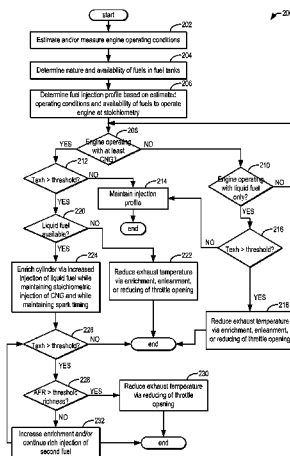 200
start
202
Estimate and/or measure engine operating conditions
204
Determine nature and availability of fuels in fuel tanks
206
Determine fuel injection profile based on estimated
operating conditions and availability of fuels to operate
engine at stoichiometry
208
Engine operating
with at least
CNG?
YES
NO
212
Texh > threshold?
NO
YES
214
Maintain injection
profile
end
210
Engine operating
with liquid fuel
only?
NO
YES
216
Texh > threshold?
NO
YES
220
Liquid fuel
available?
NO
YES
222
Reduce exhaust temperature
via enrichment, enleanment,
or reducing of throttle opening
218
Reduce exhaust temperature
via enrichment, enleanment,
or reducing of throttle opening
224
Enrich cylinder via increased
injection of liquid fuel while
maintaining stoichiometric
injection of CNG and while
maintaining spark timing
226
Texh > threshold?
NO
end
YES
228
AFR > threshold
richness?
YES
NO
230
Reduce exhaust temperature
via reducing of throttle
opening
232
Increase enrichment and/or
continue rich injection of
second fuel
end